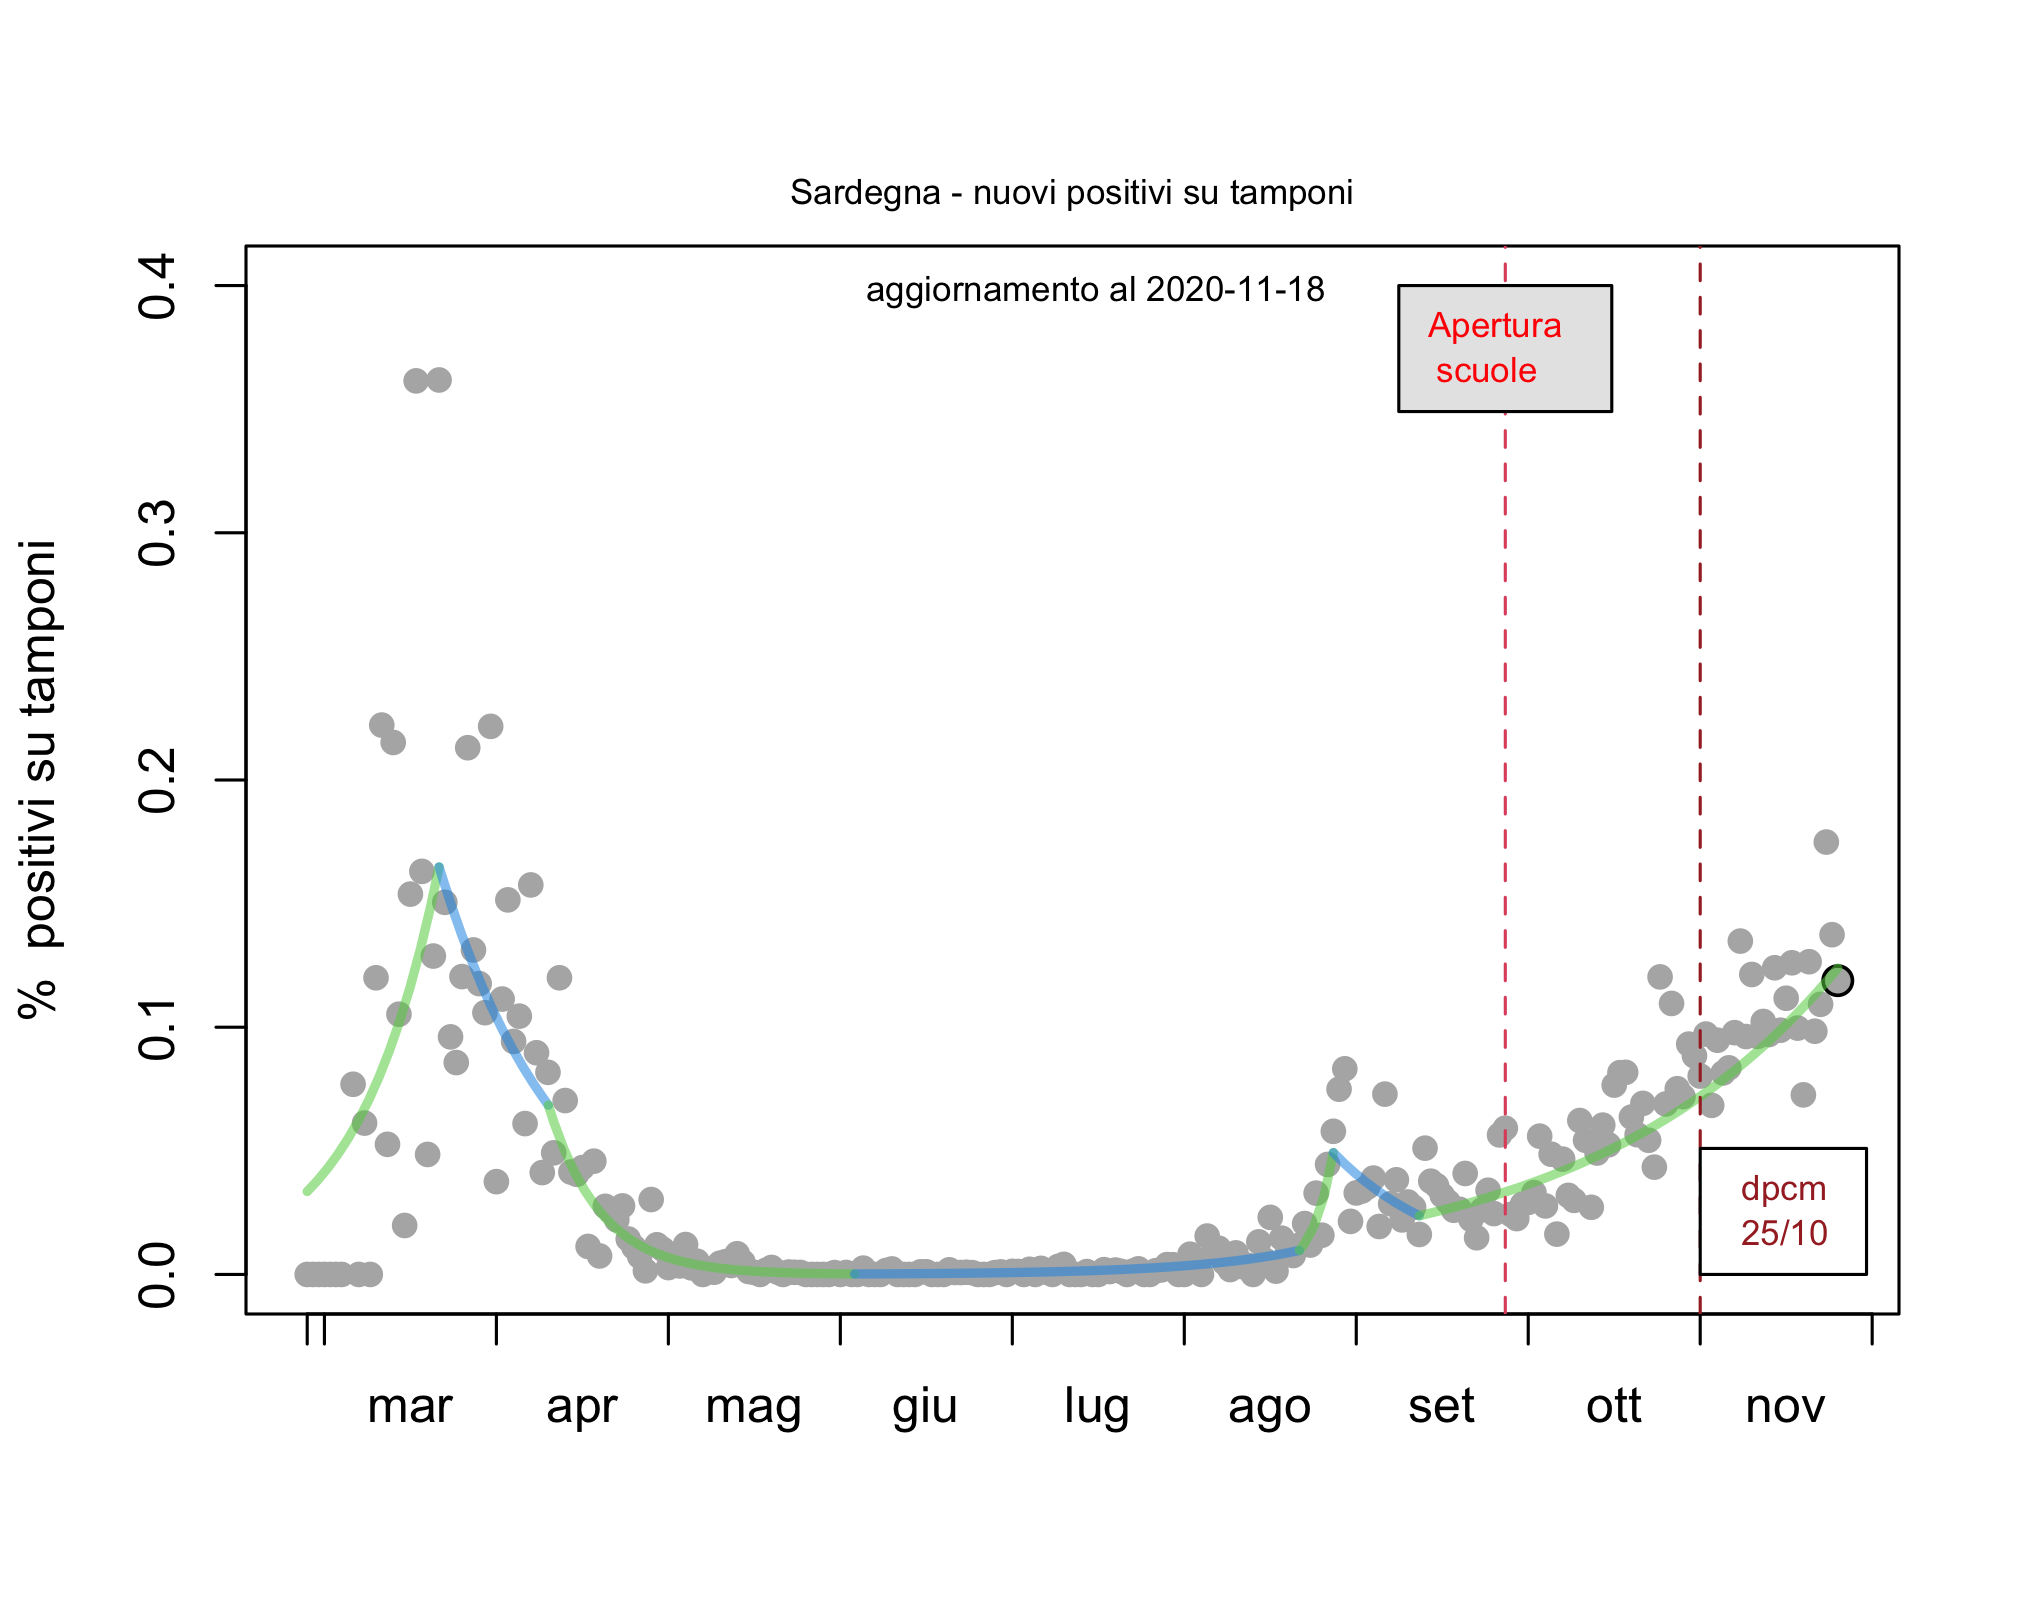 Sardegna - nuovi positivi su tamponi
aggiornamento al 2020-11-18
Apertura
scuole
% positivi su tamponi
0.4
0.3
0.2
0.1
0.0
dpcm
25/10
mar apr mag giu lug ago set ott nov